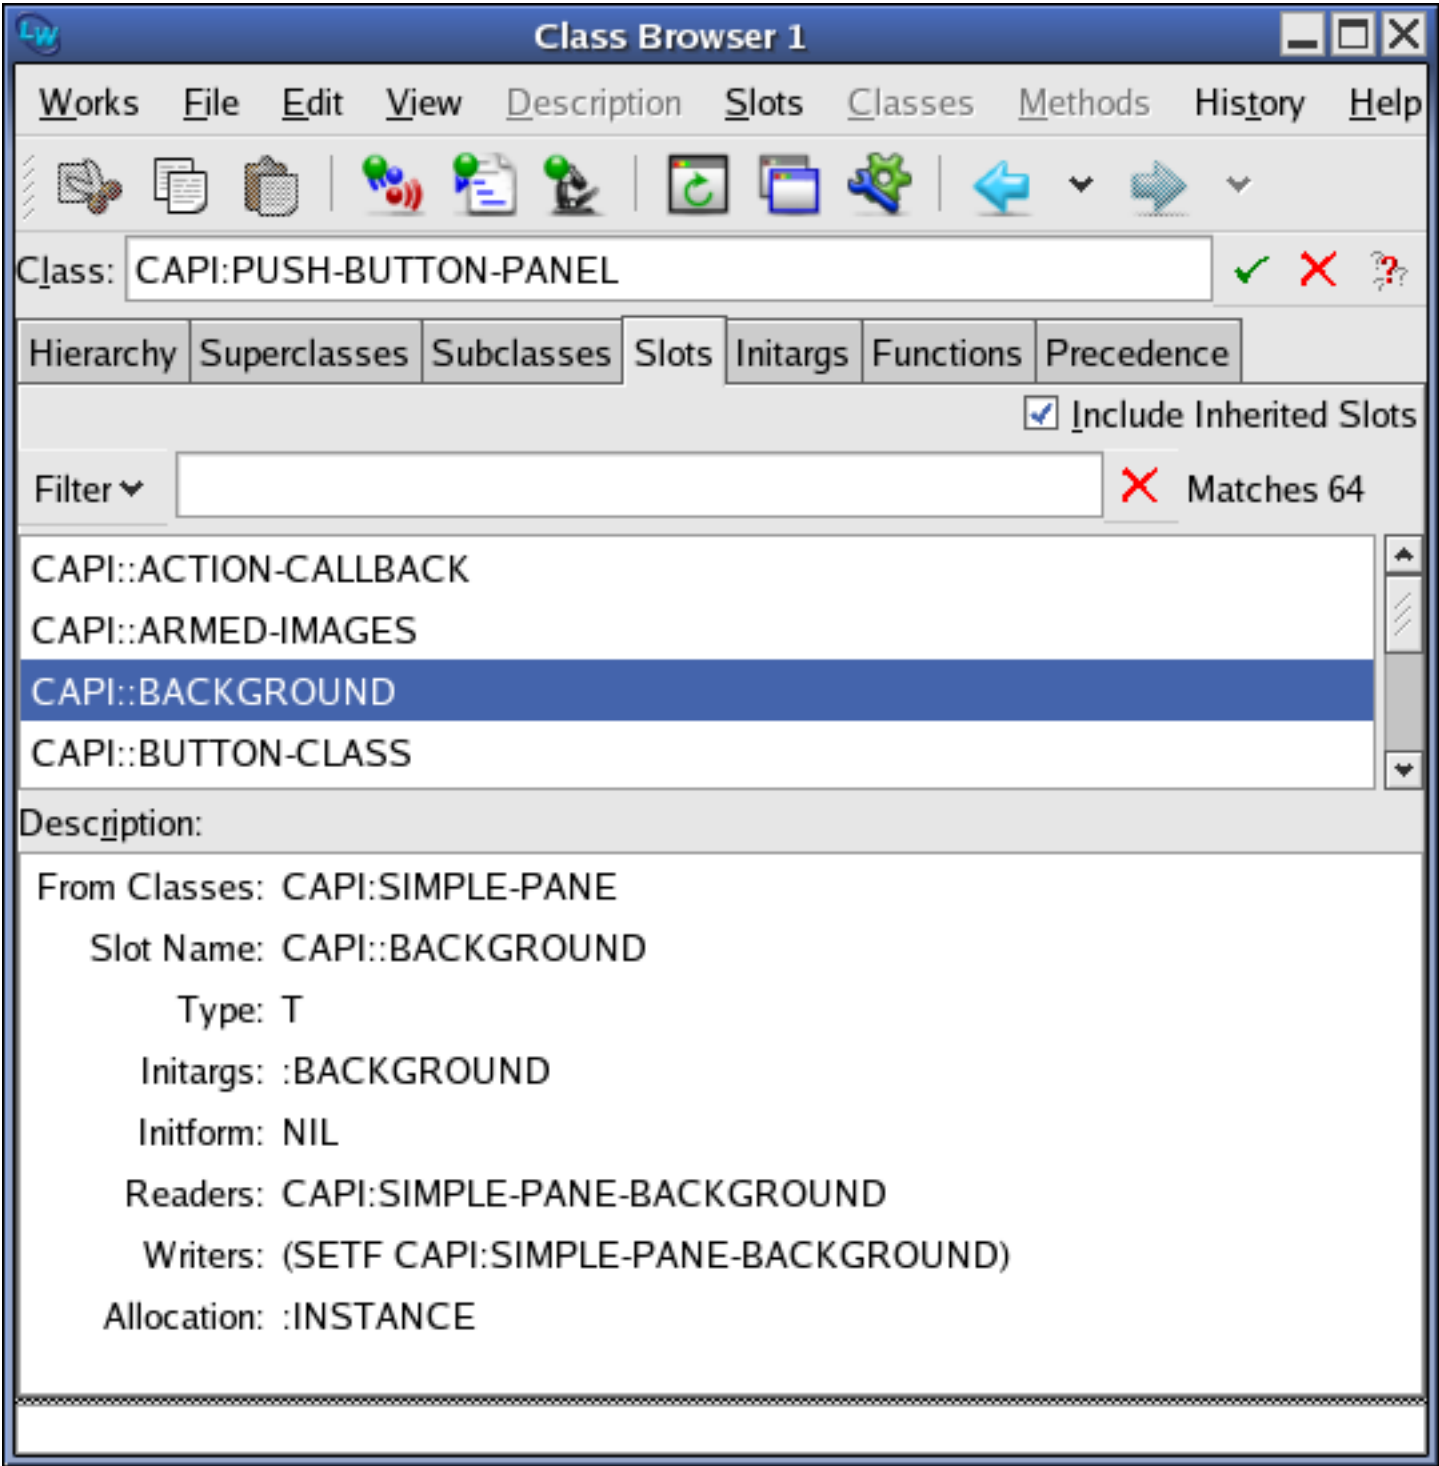 LW Class Browser 1
Works File Edit View Description Slots Classes Methods History Help
Class: CAPI:PUSH-BUTTON-PANEL
Hierarchy Superclasses Subclasses Slots Initargs Functions Precedence
Include Inherited Slots
Filter Matches 64
CAPI::ACTION-CALLBACK
CAPI::ARMED-IMAGES
CAPI::BACKGROUND
CAPI::BUTTON-CLASS
Description:
From Classes: CAPI:SIMPLE-PANE
Slot Name: CAPI::BACKGROUND
Type: T
Initargs: :BACKGROUND
Initform: NIL
Readers: CAPI:SIMPLE-PANE-BACKGROUND
Writers: (SETF CAPI:SIMPLE-PANE-BACKGROUND)
Allocation: :INSTANCE